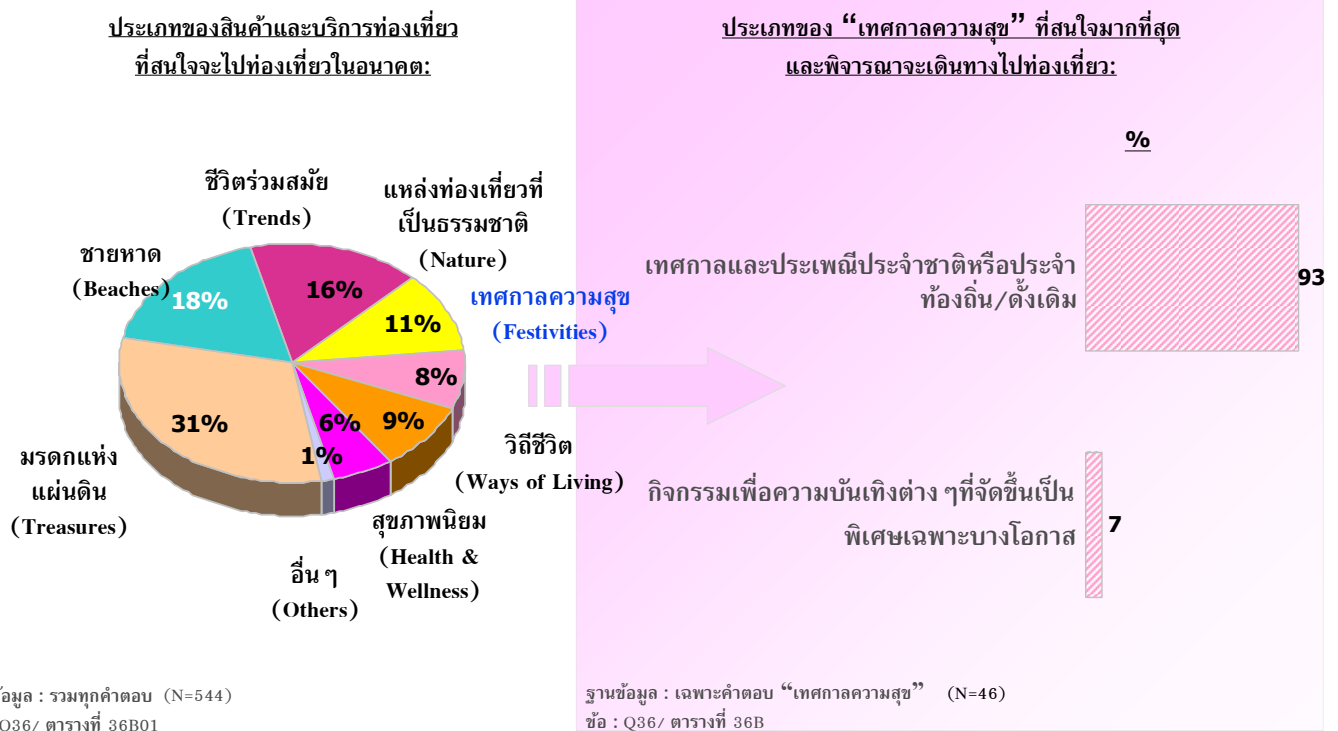 ประเภทของสินค้าและบริการท่องเที่ยว
ที่สนใจจะไปท่องเที่ยวในอนาคต:
ชีวิตร่วมสมัย
(Trends)
แหล่งท่องเที่ยวที่
เป็นธรรมชาติ
(Nature)
ชายหาด
(Beaches)
เทศกาลความสุข
(Festivities)
18%
16%
11%
8%
9%
6%
1%
31%
มรดกแห่ง
แผ่นดิน
(Treasures)
วิถีชีวิต
(Ways of Living)
สุขภาพนิยม
(Health &
Wellness)
อื่น ๆ
(Others)
ข้อมูล : รวมทุกคำตอบ (N=544)
Q36/ ตารางที่ 36B01
ประเภทของ “เทศกาลความสุข” ที่สนใจมากที่สุด
และพิจารณาจะเดินทางไปท่องเที่ยว:
%
เทศกาลและประเพณีประจำชาติหรือประจำ
ท้องถิ่น/ดั้งเดิม
93
กิจกรรมเพื่อความบันเทิงต่าง ๆที่จัดขึ้นเป็น
พิเศษเฉพาะบางโอกาส
7
ฐานข้อมูล : เฉพาะคำตอบ “เทศกาลความสุข” (N=46)
ข้อ : Q36/ ตารางที่ 36B